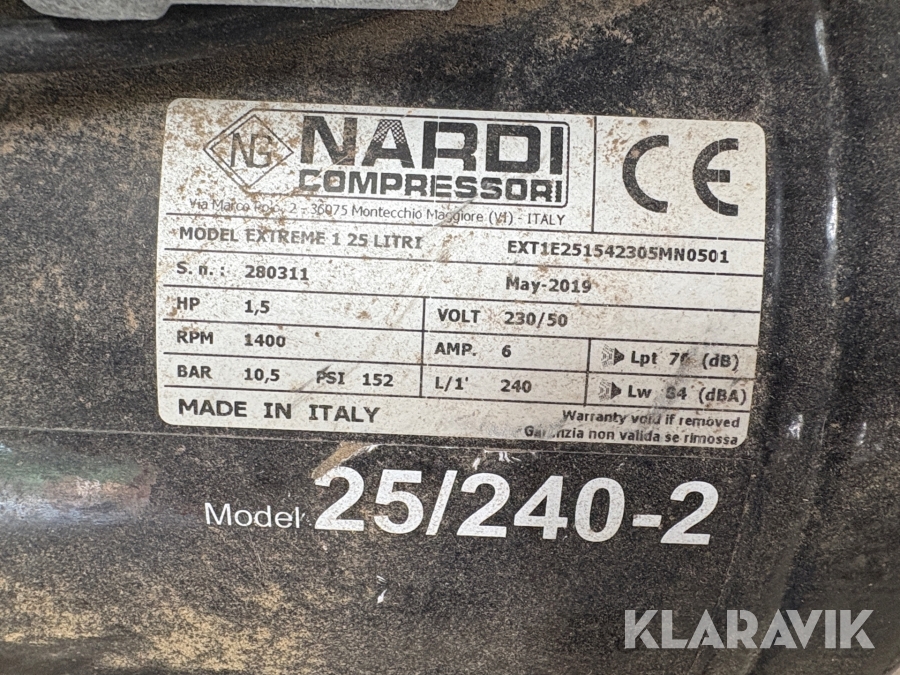 NG NARDI
COMPRESSORI
Via Marco Polo, 2 - 36075 Montecchio Maggiore (VI) - ITALY
CE
MODEL EXTREME 1 25 LITRI EXT1E251542305MN0501
S. n.: 280311 May-2019
HP 1,5 VOLT 230/50
RPM 1400 AMP. 6 Lpt (dB)
BAR 10,5 PSI 152 L/1' 240 Lw (dBA)
MADE IN ITALY
Warranty void if removed
Garanzia non valida se rimossa
Model 25/240-2
KLARAVIK